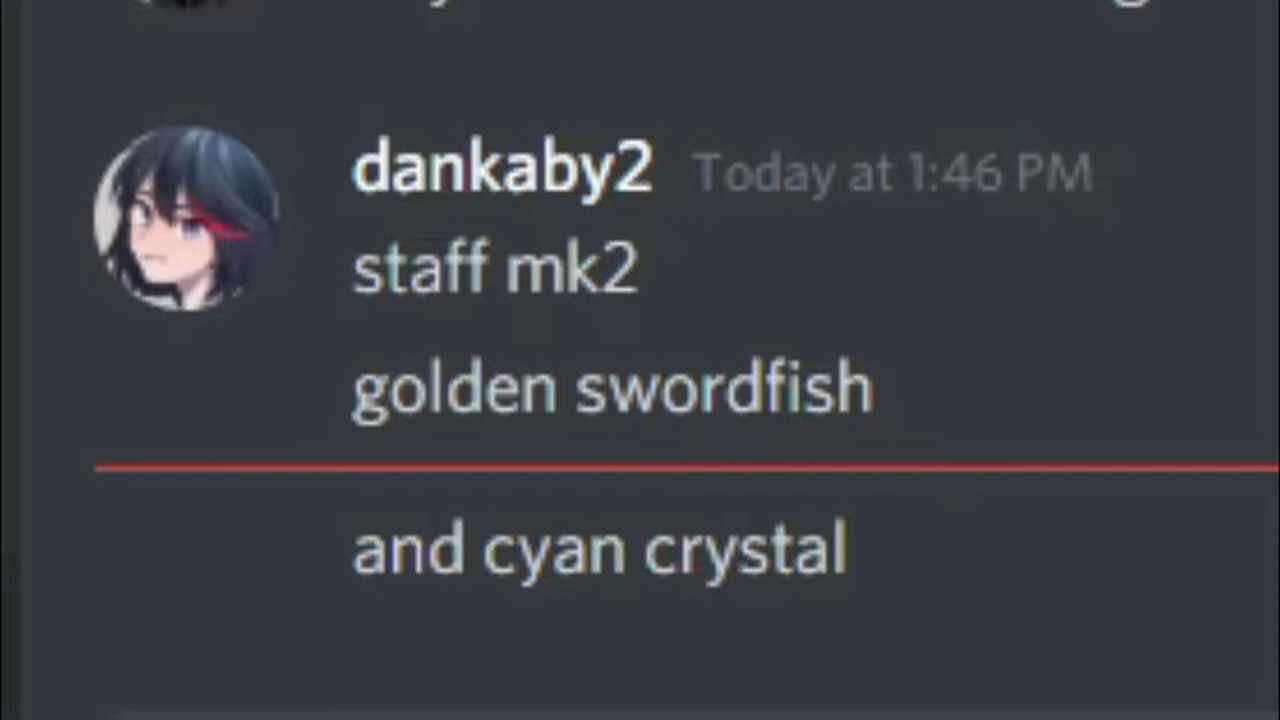 dankaby2 Today at 1:46 PM
staff mk2
golden swordfish
and cyan crystal